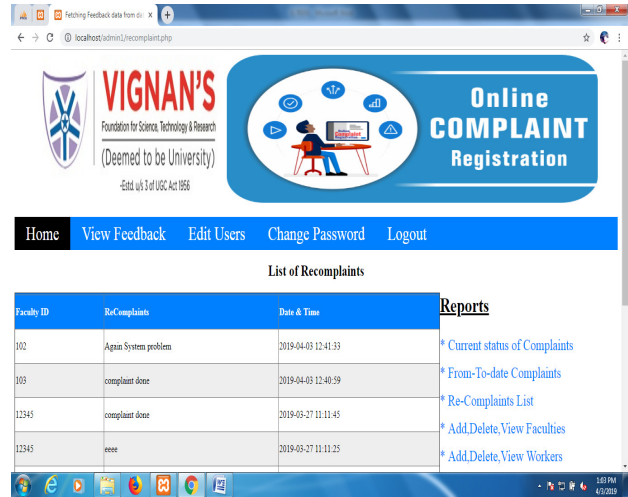 Fetching Feedback data from dat
localhost/admin1/recomplaint.php
VIGNAN'S
Foundation for Science, Technology & Research
(Deemed to be University)
-Estd. u/s 3 of UGC Act 1956
Online
COMPLAINT
Registration
Home View Feedback Edit Users Change Password Logout
List of Recomplaints
Faculty ID ReComplaints Date & Time
102 Again System problem 2019-04-03 12:41:33
103 complaint done 2019-04-03 12:40:59
12345 complaint done 2019-03-27 11:11:45
12345 eeee 2019-03-27 11:11:25
Reports
* Current status of Complaints
* From-To-date Complaints
* Re-Complaints List
* Add,Delete,View Faculties
* Add,Delete,View Workers
4/3/2019